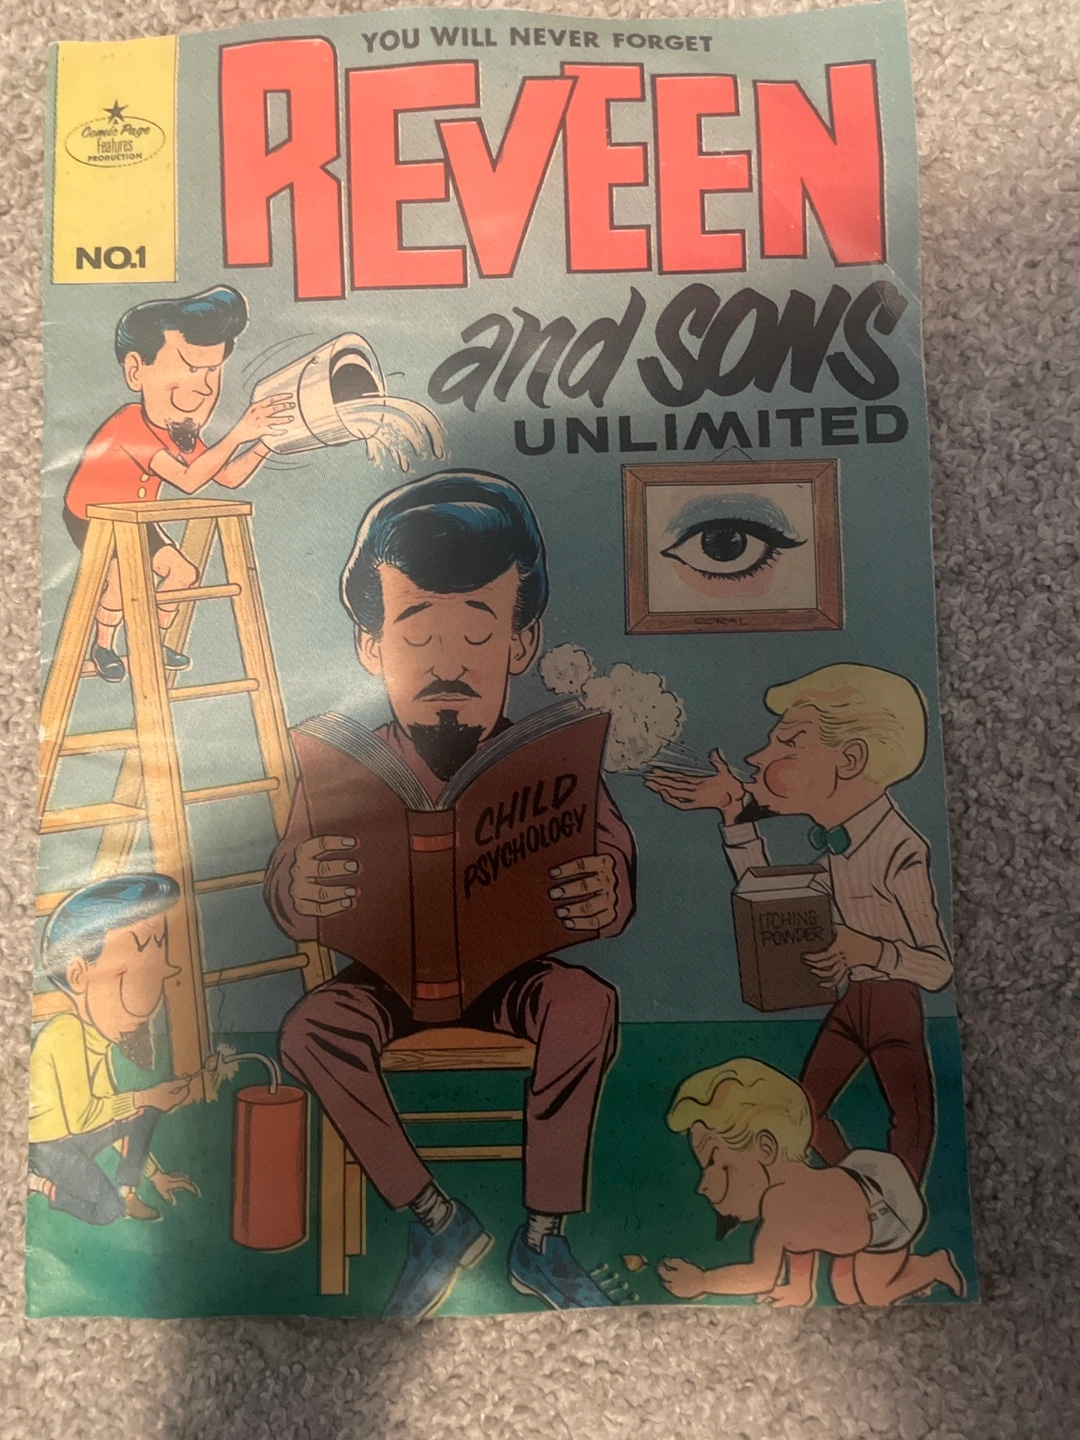 YOU WILL NEVER FORGET
REVEEN
and SONS
UNLIMITED
A
Comic Page
Features
PRODUCTION
NO.1
CORAL
CHILD
PSYCHOLOGY
ITCHING
POWDER